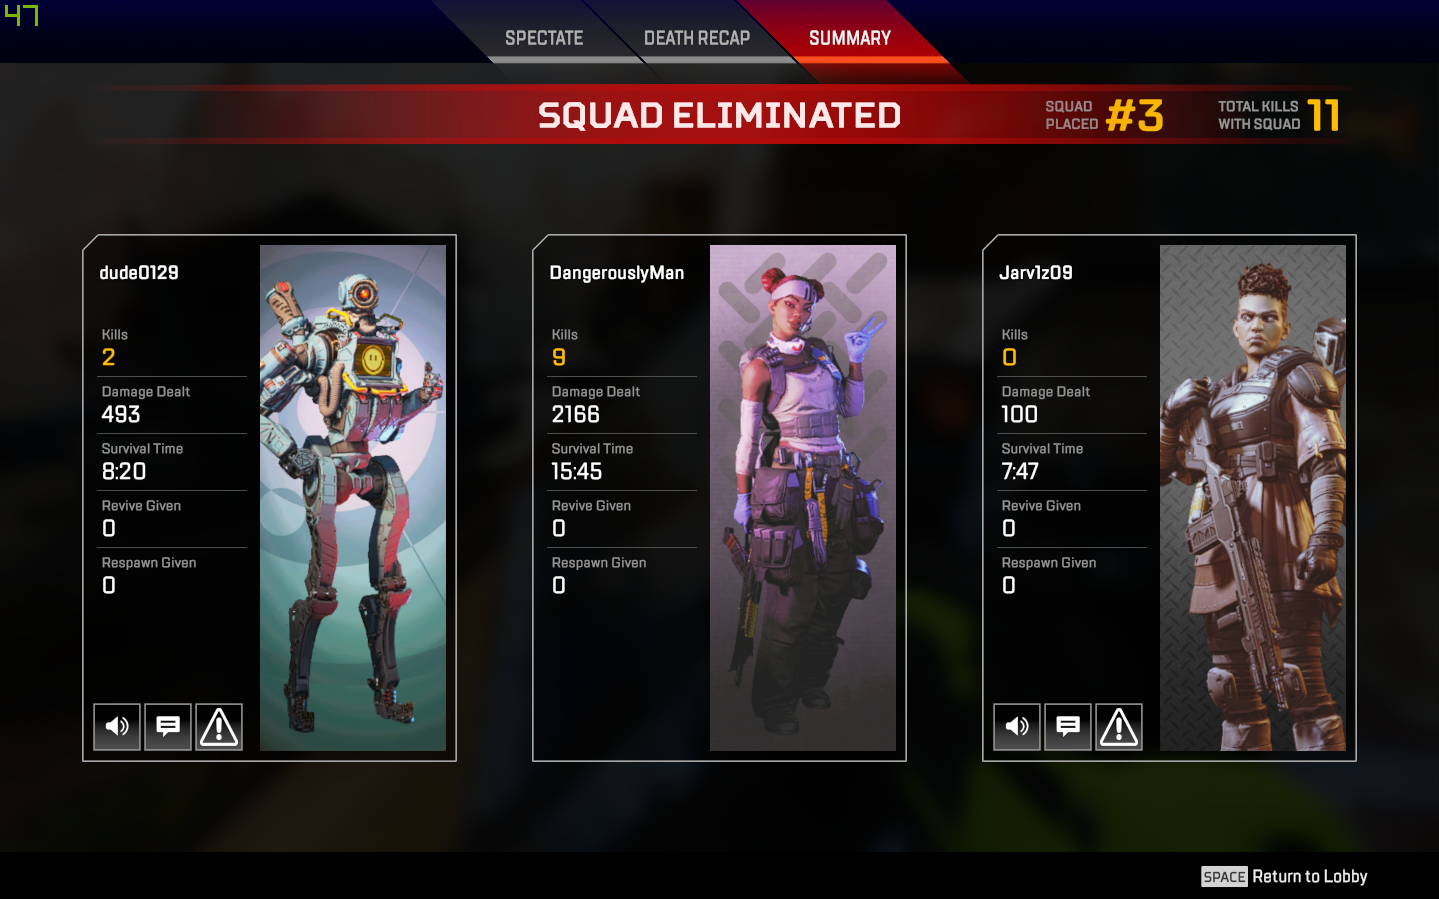 47
SPECTATE
DEATH RECAP
SUMMARY
SQUAD ELIMINATED
SQUAD
PLACED
#3
TOTAL KILLS
WITH SQUAD
11
dude0129
Kills
2
Damage Dealt
493
Survival Time
8:20
Revive Given
0
Respawn Given
0
DangerouslyMan
Kills
9
Damage Dealt
2166
Survival Time
15:45
Revive Given
0
Respawn Given
0
Jarv1z09
Kills
0
Damage Dealt
100
Survival Time
7:47
Revive Given
0
Respawn Given
0
SPACE Return to Lobby